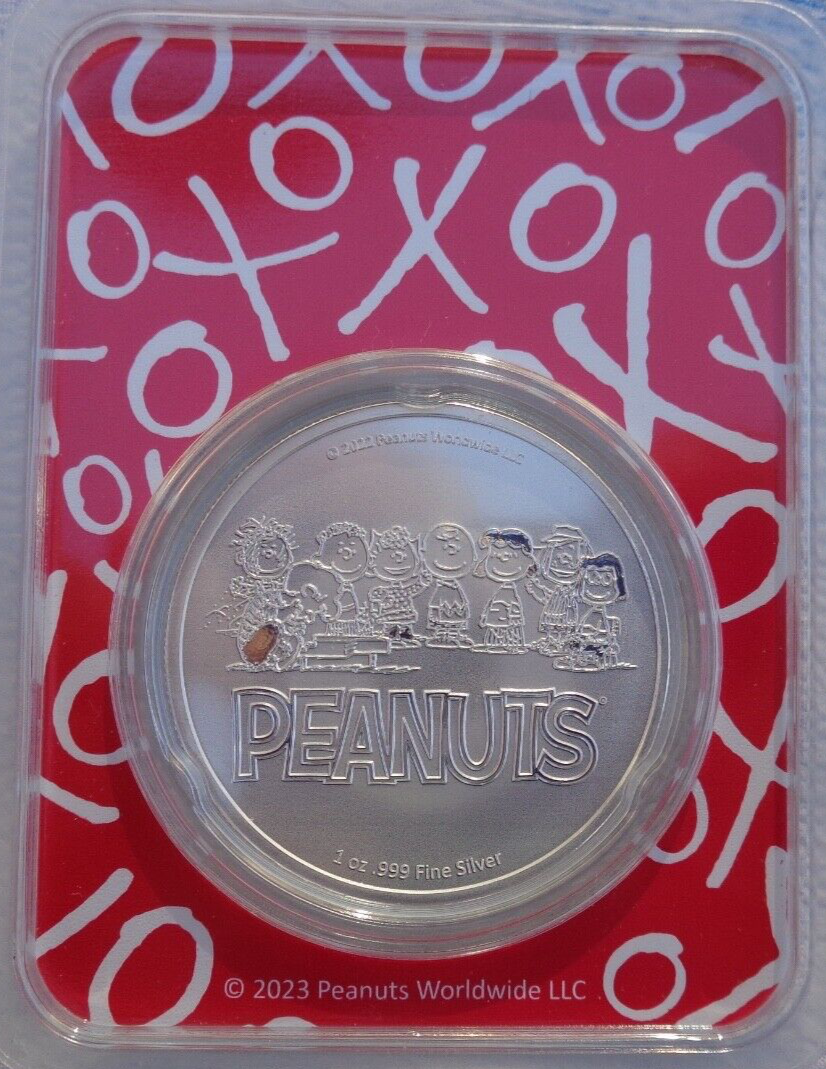 © 2022 Peanuts Worldwide LLC
PEANUTS®
1 oz .999 Fine Silver
© 2023 Peanuts Worldwide LLC